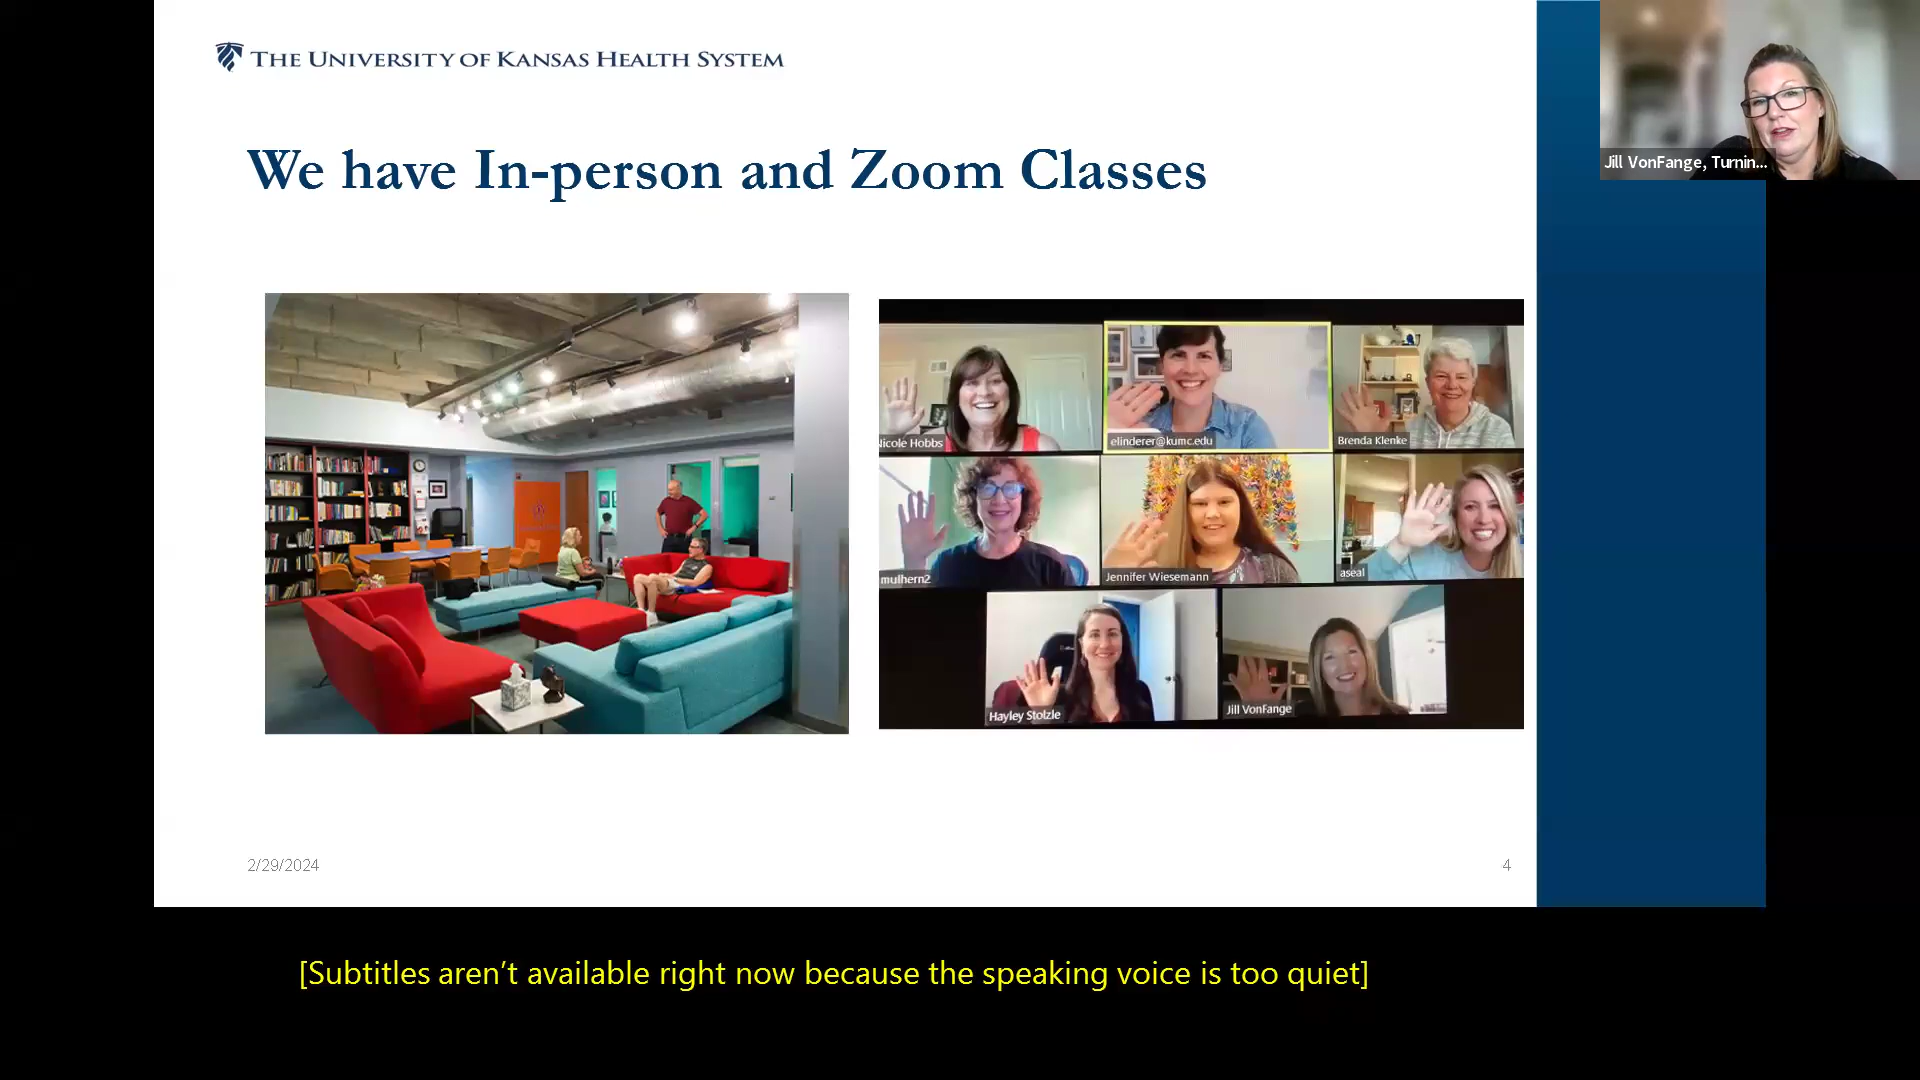 THE UNIVERSITY OF KANSAS HEALTH SYSTEM
Jill VonFange, Turnin...
We have In-person and Zoom Classes
Nicole Hobbs
elinderer@kumc.edu
Brenda Klenke
mulhern2
Jennifer Wiesemann
aseal
Hayley Stolzle
Jill VonFange
2/29/2024
4
[Subtitles aren’t available right now because the speaking voice is too quiet]